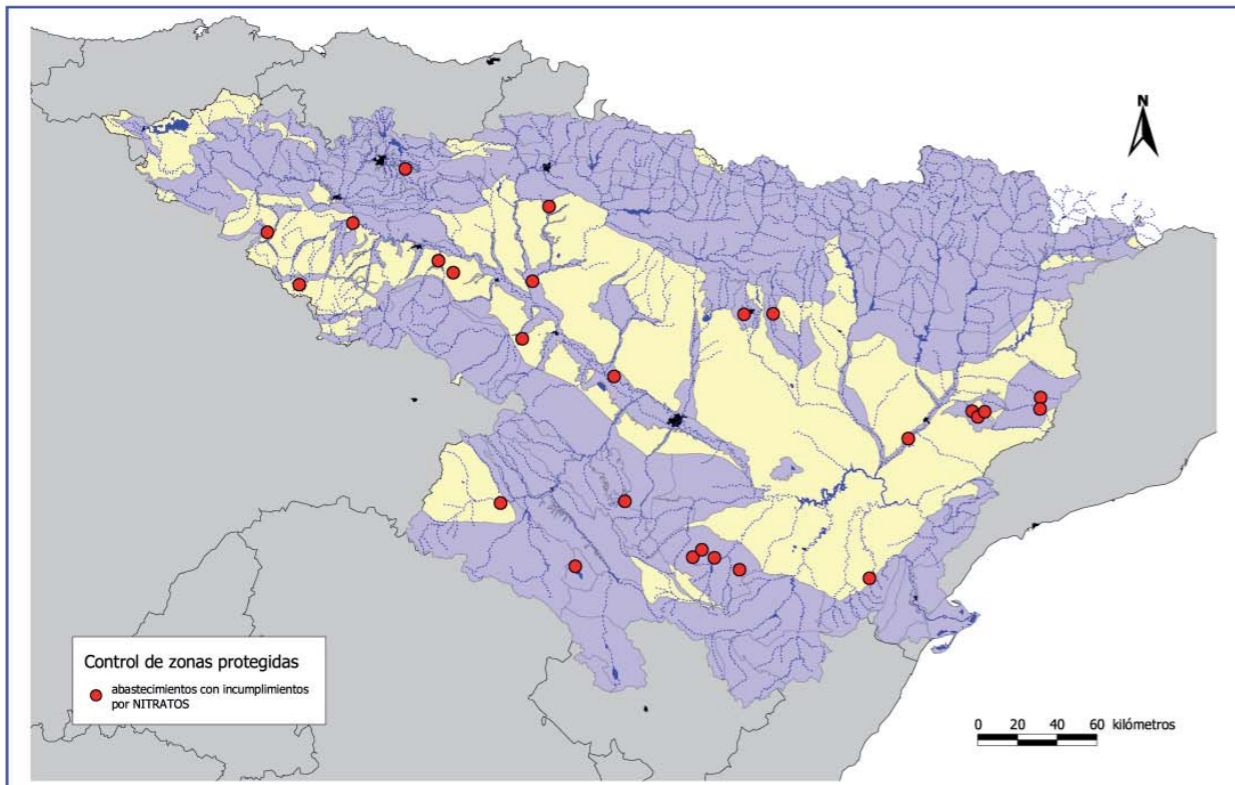 N
Control de zonas protegidas
abastecimientos con incumplimientos
por NITRATOS
0 20 40 60 kilómetros